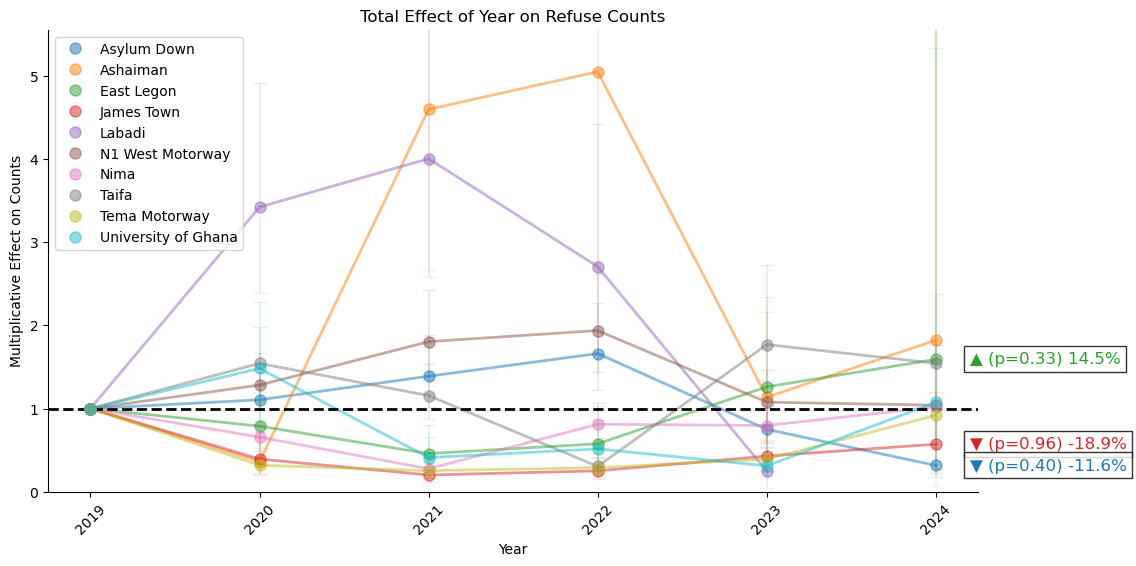 Total Effect of Year on Refuse Counts
Asylum Down
Ashaiman
East Legon
James Town
Labadi
N1 West Motorway
Nima
Taifa
Tema Motorway
University of Ghana
Multiplicative Effect on Counts
5
4
3
2
1
0
▲ (p=0.33) 14.5%
▼ (p=0.96) -18.9%
▼ (p=0.40) -11.6%
2019
2020
2021
2022
2023
2024
Year